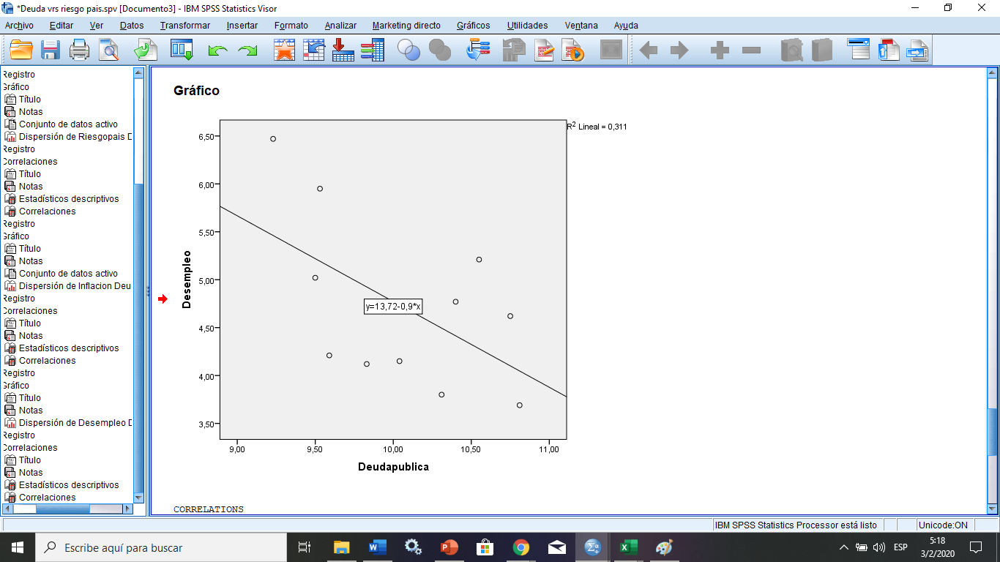 *Deuda vrs riesgo pais.spv [Documento3] - IBM SPSS Statistics Visor
Archivo Editar Ver Datos Transformar Insertar Formato Analizar Marketing directo Gráficos Utilidades Ventana Ayuda
Registro
Gráfico
Título
Notas
Conjunto de datos activo
Dispersión de Riesgopais D
Registro
Correlaciones
Título
Notas
Estadísticos descriptivos
Correlaciones
Registro
Gráfico
Título
Notas
Conjunto de datos activo
Dispersión de Inflacion Deu
Registro
Correlaciones
Título
Notas
Estadísticos descriptivos
Correlaciones
Registro
Gráfico
Título
Notas
Dispersión de Desempleo D
Registro
Correlaciones
Título
Notas
Estadísticos descriptivos
Correlaciones
Gráfico
R2 Lineal = 0,311
6,50
6,00
5,50
5,00
4,50
4,00
3,50
Desempleo
y=13,72-0,9*x
9,00 9,50 10,00 10,50 11,00
Deudapublica
CORRELATIONS
IBM SPSS Statistics Processor está listo Unicode:ON
Escribe aquí para buscar
ESP
5:18
3/2/2020